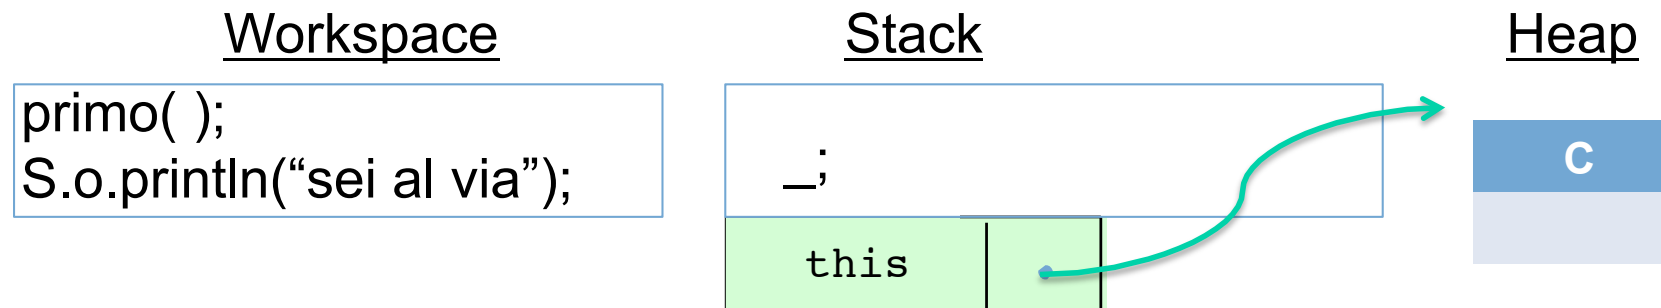 Workspace
Stack
Heap
primo( );
S.o.println(“sei al via”);
_;
C
this